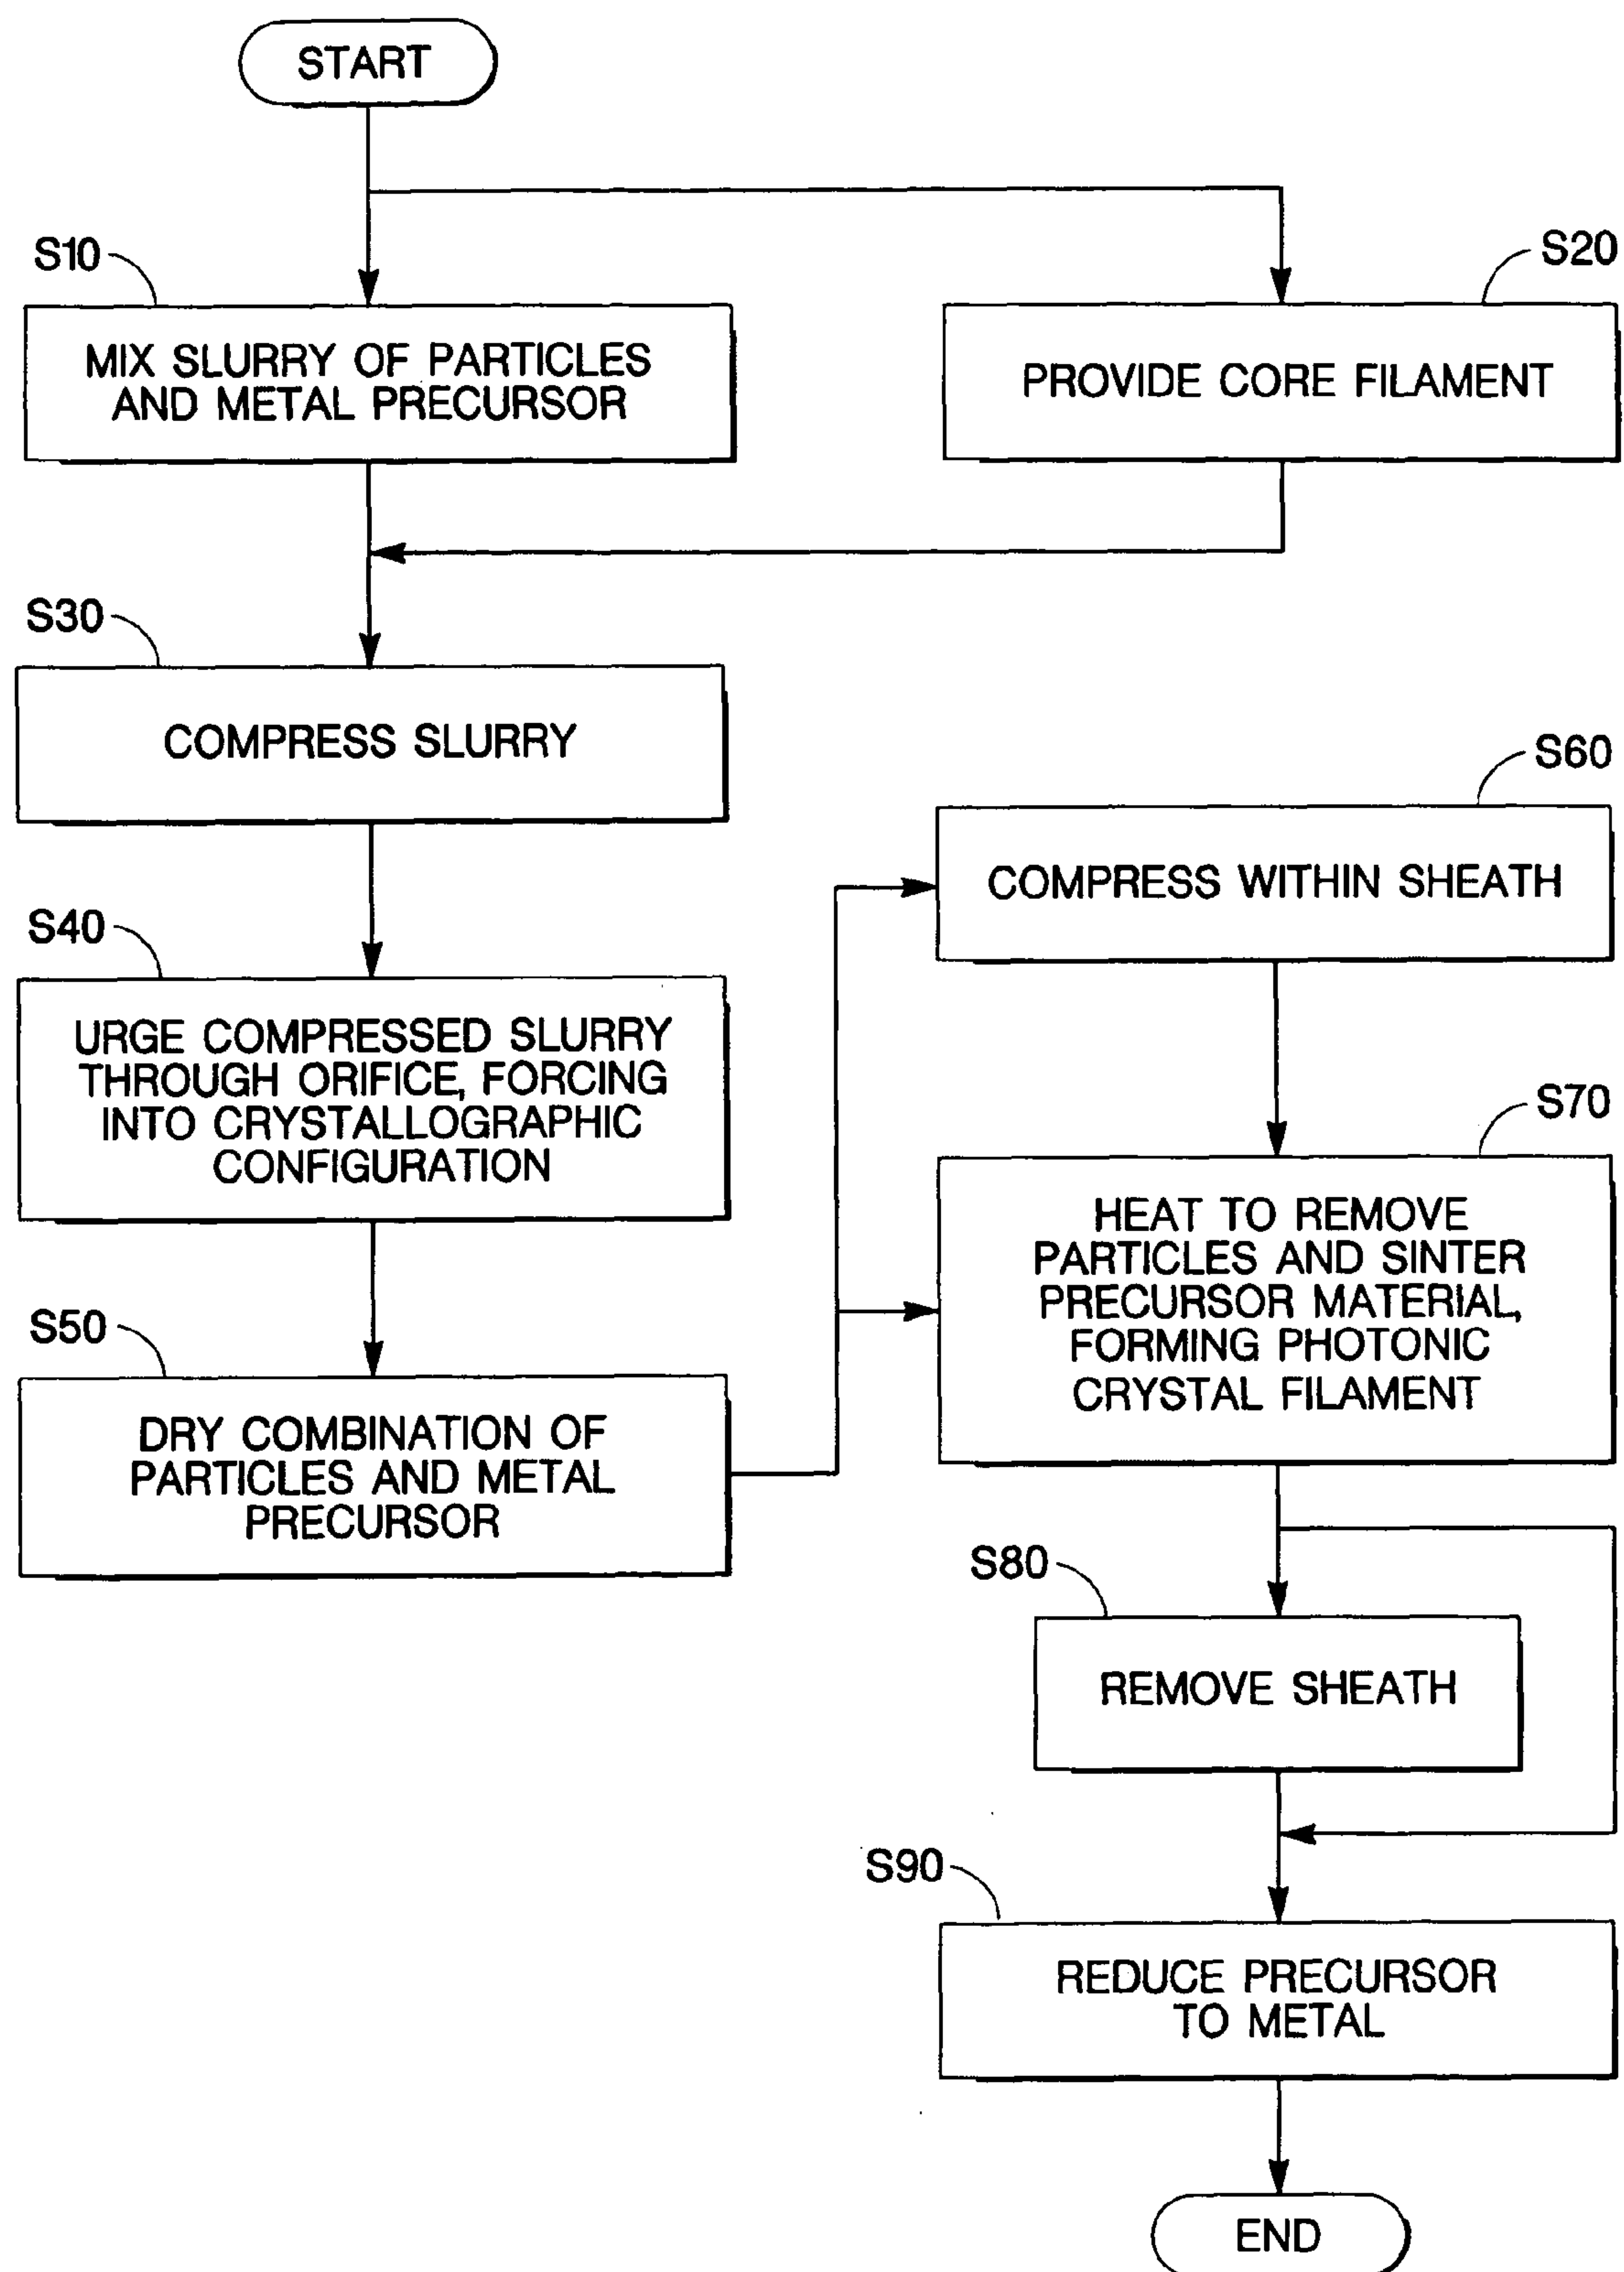 START
S10
MIX SLURRY OF PARTICLES
AND METAL PRECURSOR
S20
PROVIDE CORE FILAMENT
S30
COMPRESS SLURRY
S40
URGE COMPRESSED SLURRY
THROUGH ORIFICE, FORCING
INTO CRYSTALLOGRAPHIC
CONFIGURATION
S50
DRY COMBINATION OF
PARTICLES AND METAL
PRECURSOR
S60
COMPRESS WITHIN SHEATH
S70
HEAT TO REMOVE
PARTICLES AND SINTER
PRECURSOR MATERIAL,
FORMING PHOTONIC
CRYSTAL FILAMENT
S80
REMOVE SHEATH
S90
REDUCE PRECURSOR
TO METAL
END